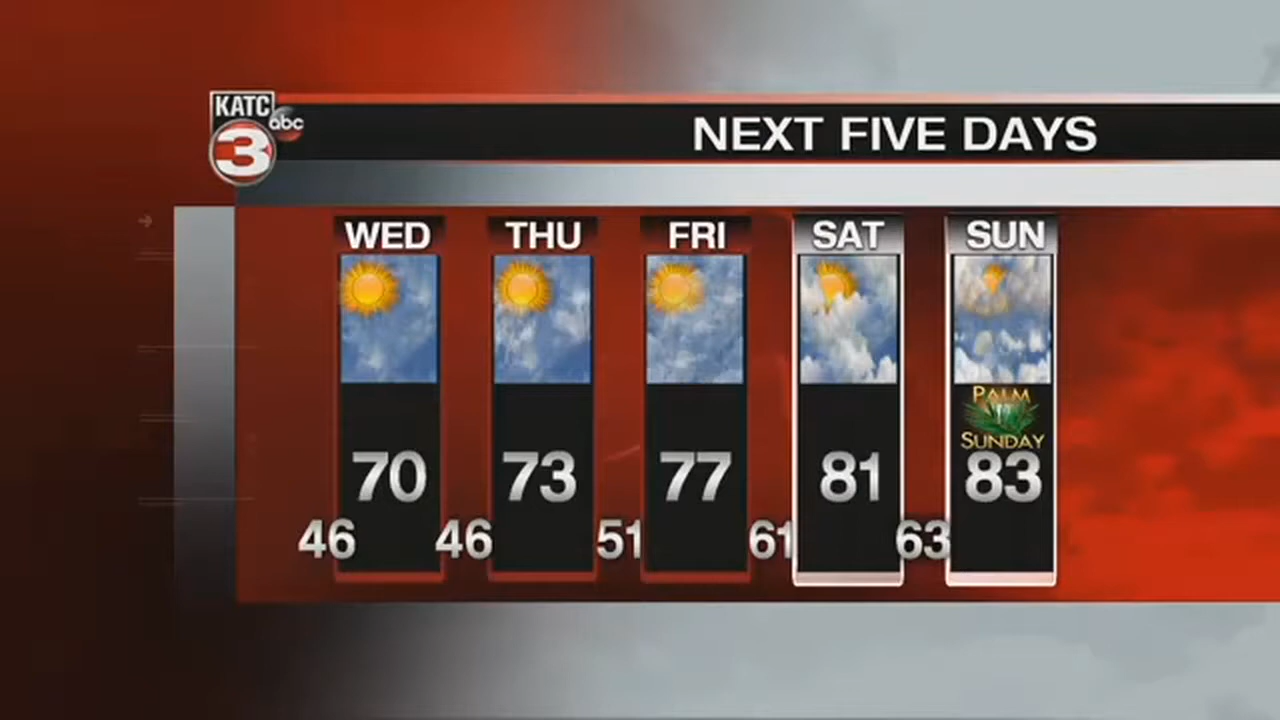 KATC
abc
3
NEXT FIVE DAYS
WED THU FRI SAT SUN
PALM
SUNDAY
70 73 77 81 83
46 46 51 61 63